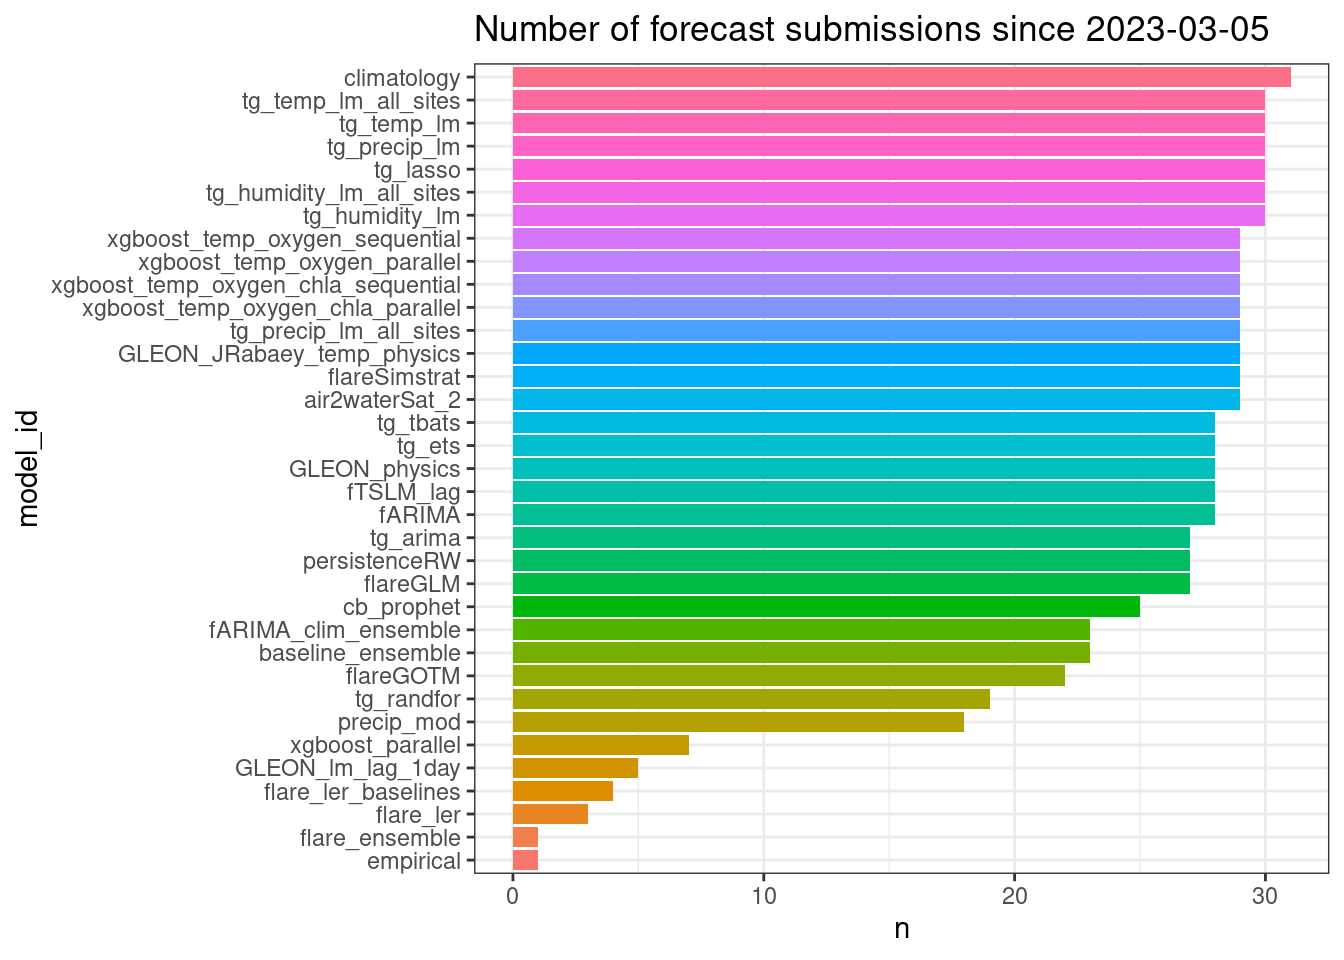 Number of forecast submissions since 2023-03-05
climatology
tg_temp_lm_all_sites
tg_temp_lm
tg_precip_lm
tg_lasso
tg_humidity_lm_all_sites
tg_humidity_lm
xgboost_temp_oxygen_sequential
xgboost_temp_oxygen_parallel
xgboost_temp_oxygen_chla_sequential
xgboost_temp_oxygen_chla_parallel
tg_precip_lm_all_sites
GLEON_JRabaey_temp_physics
flareSimstrat
air2waterSat_2
tg_tbats
tg_ets
GLEON_physics
fTSLM_lag
fARIMA
tg_arima
persistenceRW
flareGLM
cb_prophet
fARIMA_clim_ensemble
baseline_ensemble
flareGOTM
tg_randfor
precip_mod
xgboost_parallel
GLEON_lm_lag_1day
flare_ler_baselines
flare_ler
flare_ensemble
empirical
model_id
0 10 20 30
n